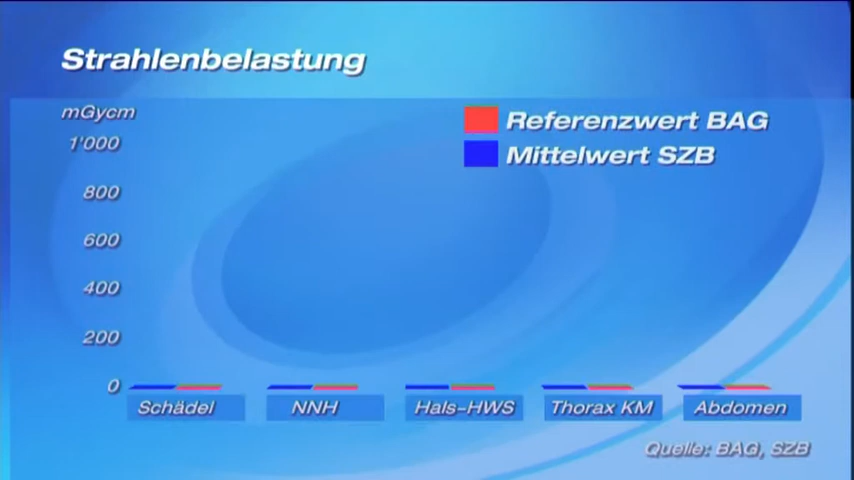 Strahlenbelastung
mGycm
Referenzwert BAG
Mittelwert SZB
1'000
800
600
400
200
0
Schädel
NNH
Hals-HWS
Thorax KM
Abdomen
Quelle: BAG, SZB